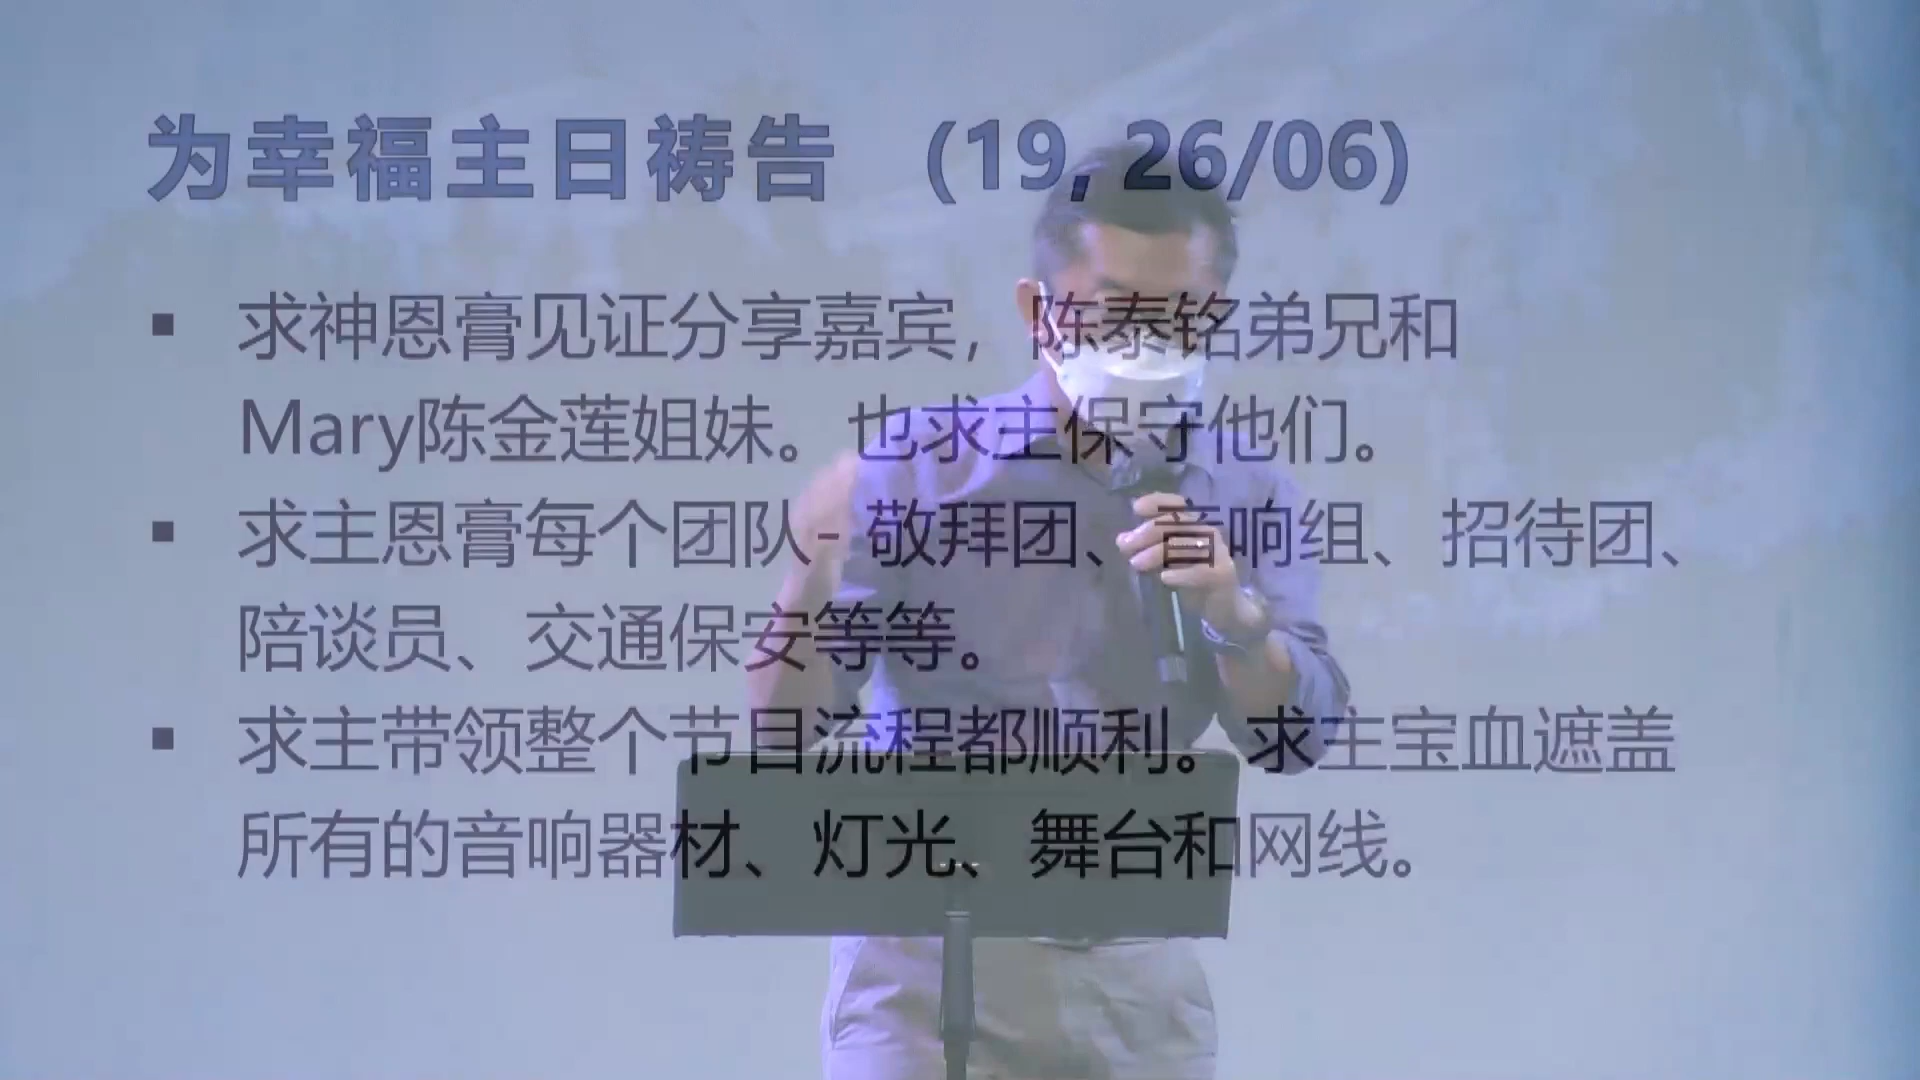 为幸福主日祷告 (19, 26/06)
▪ 求神恩膏见证分享嘉宾，陈泰铭弟兄和
Mary陈金莲姐妹。也求主保守他们。
▪ 求主恩膏每个团队- 敬拜团、音响组、招待团、
陪谈员、交通保安等等。
▪ 求主带领整个节目流程都顺利。求主宝血遮盖
所有的音响器材、灯光、舞台和网线。